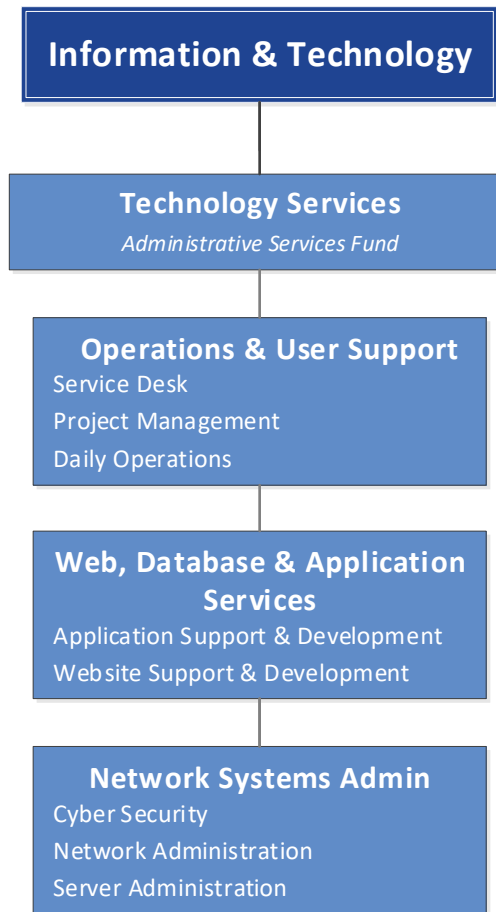 Information & Technology
Technology Services
Administrative Services Fund
Operations & User Support
Service Desk
Project Management
Daily Operations
Web, Database & Application
Services
Application Support & Development
Website Support & Development
Network Systems Admin
Cyber Security
Network Administration
Server Administration